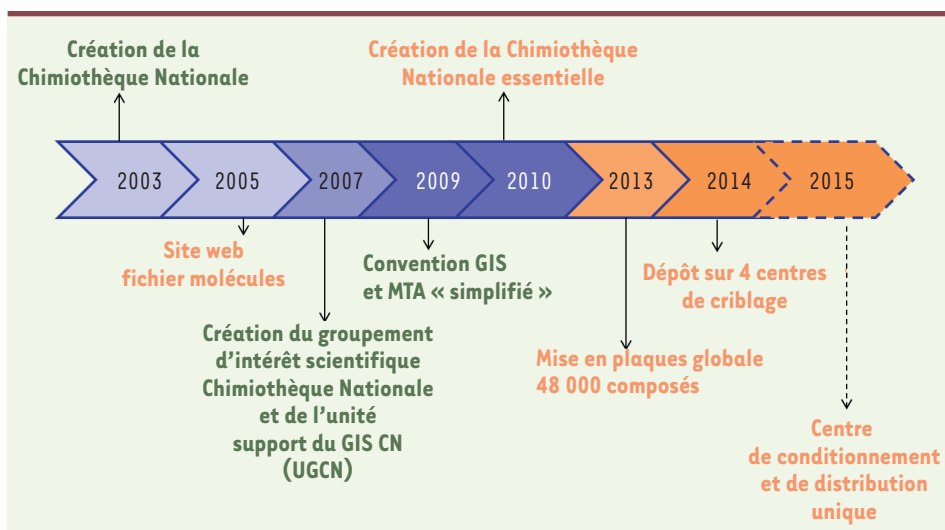 Création de la
Chimiothèque Nationale
Création de la Chimiothèque
Nationale essentielle
2003
2005
2007
2009
2010
2013
2014
2015
Site web
fichier molécules
Convention GIS
et MTA « simplifié »
Dépôt sur 4 centres
de criblage
Création du groupement
d'intérêt scientifique
Chimiothèque Nationale
et de l'unité
support du GIS CN
(UGCN)
Mise en plaques globale
48 000 composés
Centre
de conditionnement
et de distribution
unique